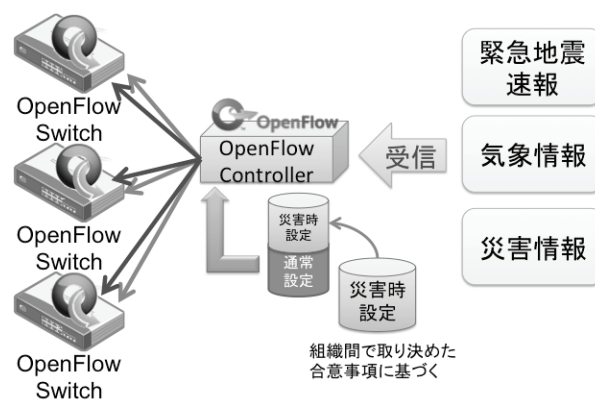 OpenFlow
Switch
OpenFlow
Switch
OpenFlow
Switch
OpenFlow
OpenFlow
Controller
受信
緊急地震
速報
気象情報
災害情報
災害時
設定
通常
設定
災害時
設定
組織間で取り決めた
合意事項に基づく